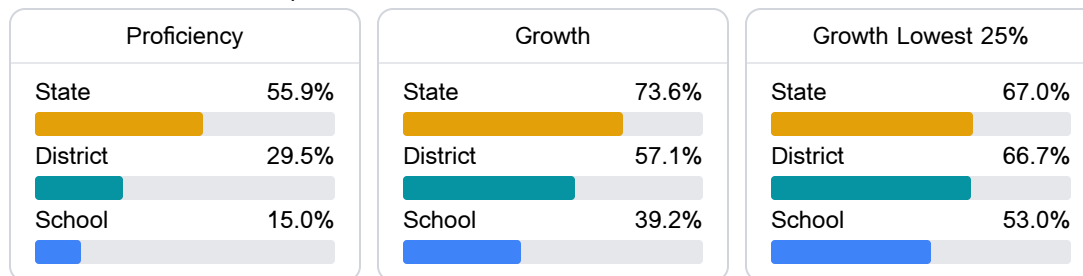 Proficiency
State 55.9%
District 29.5%
School 15.0%
Growth
State 73.6%
District 57.1%
School 39.2%
Growth Lowest 25%
State 67.0%
District 66.7%
School 53.0%